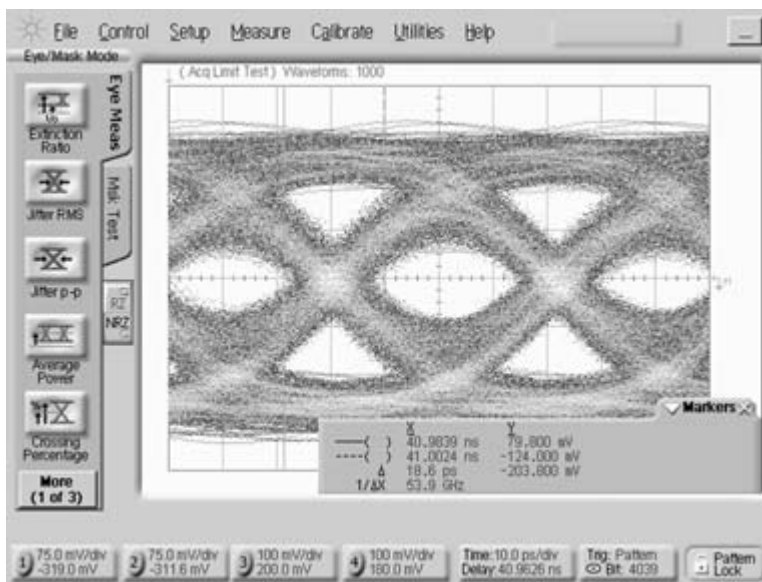 File Control Setup Measure Calibrate Utilities Help
Eye/Mask Mode
(Acq Limit Test) Waveforms: 1000
Eye Meas
Msk Test
Extinction
Ratio
Jitter RMS
Jitter p-p
RZ
NRZ
Average
Power
Crossing
Percentage
More
(1 of 3)
Markers
X Y
40.9839 ns 79.800 mV
41.0024 ns -124.000 mV
Δ 18.6 ps -203.800 mV
1/ΔX 53.9 GHz
1) 75.0 mV/div
-319.0 mV
2) 75.0 mV/div
-311.6 mV
3) 100 mV/div
200.0 mV
4) 100 mV/div
180.0 mV
Time:10.0 ps/div
Delay:40.9626 ns
Trig: Pattern
Bit: 4039
Pattern
Lock